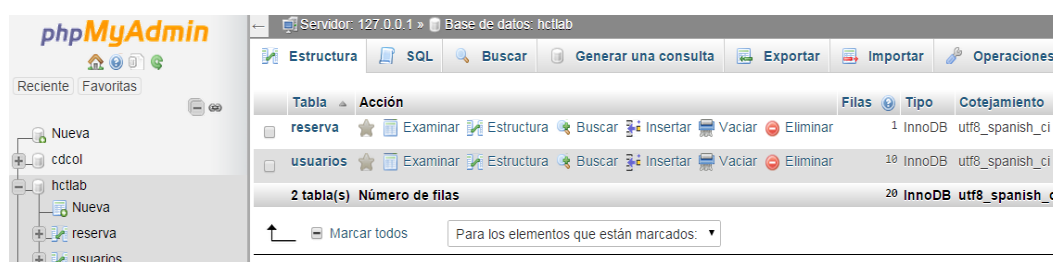 phpMyAdmin
Reciente Favoritas
Nueva
cdcol
hctlab
Nueva
reserva
usuarios
Servidor: 127.0.0.1 » Base de datos: hctlab
Estructura SQL Buscar Generar una consulta Exportar Importar Operaciones
Tabla Acción Filas Tipo Cotejamiento
reserva Examinar Estructura Buscar Insertar Vaciar Eliminar 1 InnoDB utf8_spanish_ci
usuarios Examinar Estructura Buscar Insertar Vaciar Eliminar 10 InnoDB utf8_spanish_ci
2 tabla(s) Número de filas 20 InnoDB utf8_spanish_c
Marcar todos Para los elementos que están marcados: